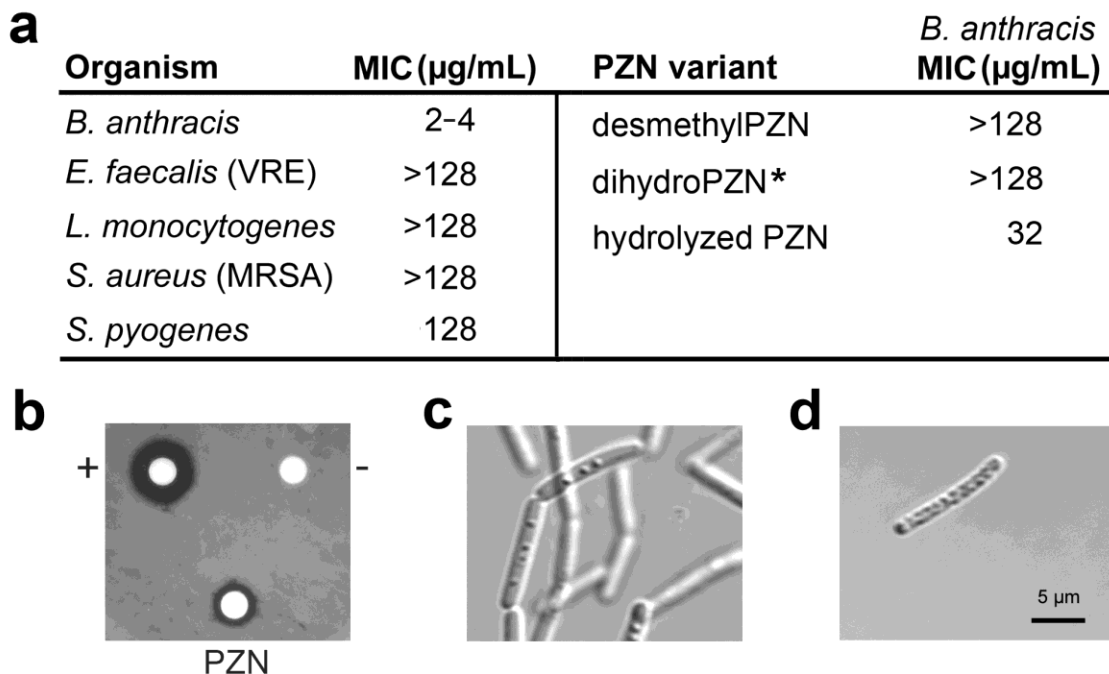 a
Organism MIC (µg/mL) PZN variant B. anthracis MIC (µg/mL)
B. anthracis 2–4 desmethylPZN >128
E. faecalis (VRE) >128 dihydroPZN* >128
L. monocytogenes >128 hydrolyzed PZN 32
S. aureus (MRSA) >128
S. pyogenes 128
b c d
+ -
PZN
5 µm